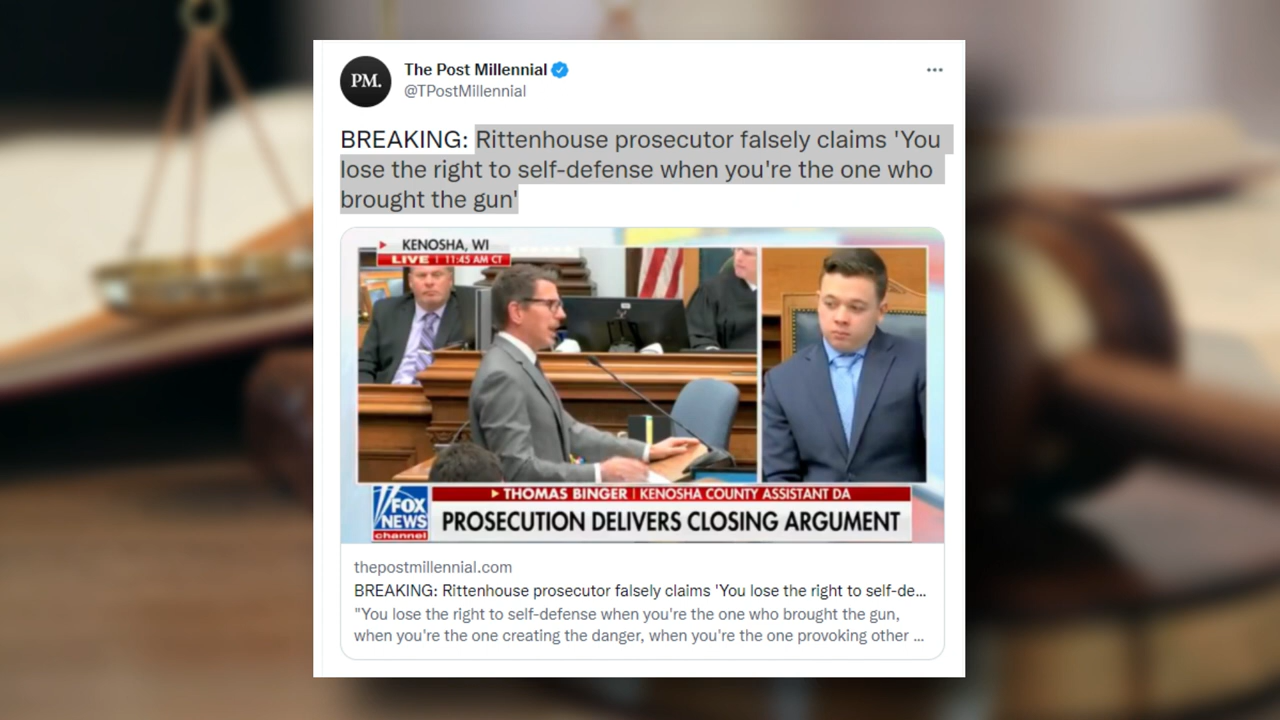 PM.
The Post Millennial
@TPostMillennial
BREAKING: Rittenhouse prosecutor falsely claims 'You
lose the right to self-defense when you're the one who
brought the gun'
KENOSHA, WI
LIVE | 11:45 AM CT
THOMAS BINGER | KENOSHA COUNTY ASSISTANT DA
FOX
NEWS
channel
PROSECUTION DELIVERS CLOSING ARGUMENT
thepostmillennial.com
BREAKING: Rittenhouse prosecutor falsely claims 'You lose the right to self-de...
"You lose the right to self-defense when you're the one who brought the gun,
when you're the one creating the danger, when you're the one provoking other ...